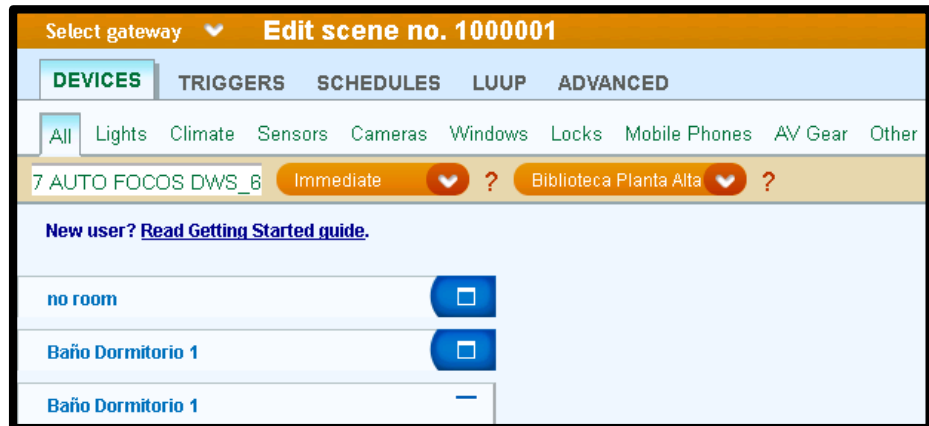 Select gateway Edit scene no. 1000001
DEVICES TRIGGERS SCHEDULES LUUP ADVANCED
All Lights Climate Sensors Cameras Windows Locks Mobile Phones AV Gear Other
7 AUTO FOCOS DWS_6 Immediate ? Biblioteca Planta Alta ?
New user? Read Getting Started guide.
no room
Baño Dormitorio 1
Baño Dormitorio 1